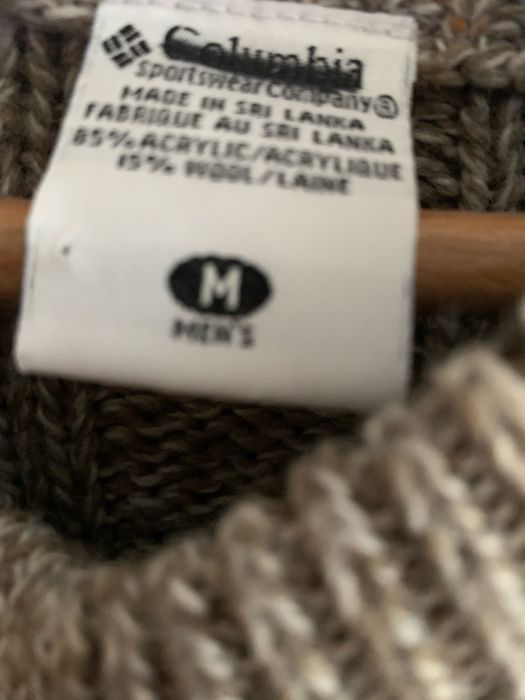 Columbia
Sportswear Company®
MADE IN SRI LANKA
FABRIQUE AU SRI LANKA
85% ACRYLIC/ACRYLIQUE
15% WOOL/LAINE
M
MEN'S